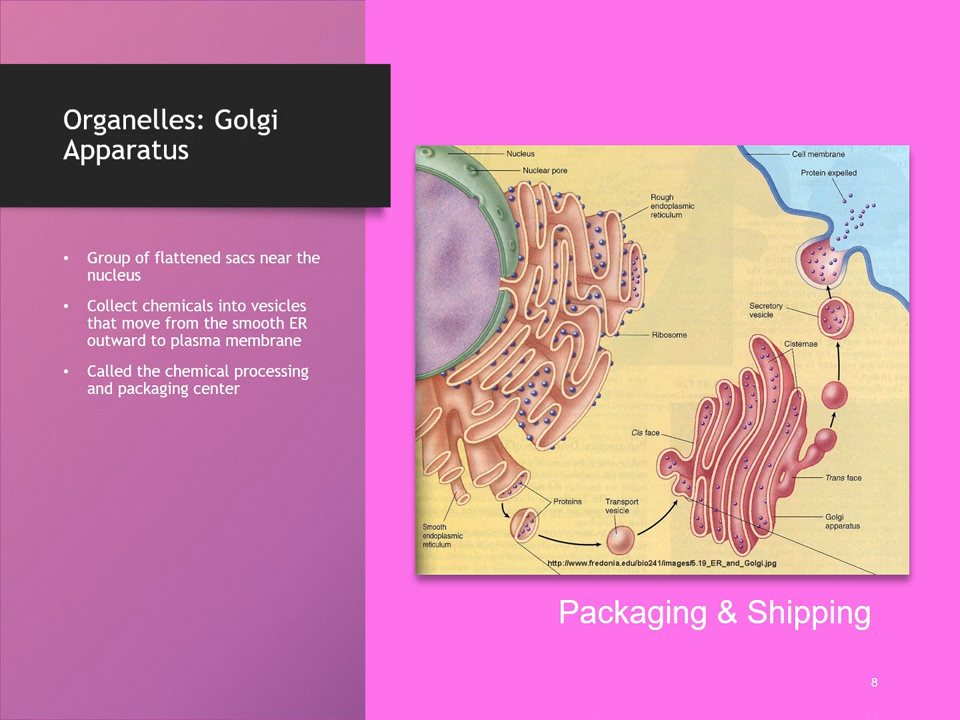 Organelles: Golgi
Apparatus
• Group of flattened sacs near the
nucleus
• Collect chemicals into vesicles
that move from the smooth ER
outward to plasma membrane
• Called the chemical processing
and packaging center
Nucleus
Nuclear pore
Cell membrane
Protein expelled
Rough
endoplasmic
reticulum
Secretory
vesicle
Ribosome
Cisternae
Cis face
Trans face
Proteins
Transport
vesicle
Golgi
apparatus
Smooth
endoplasmic
reticulum
http://www.fredonia.edu/bio241/images/5.19_ER_and_Golgi.jpg
Packaging & Shipping
8